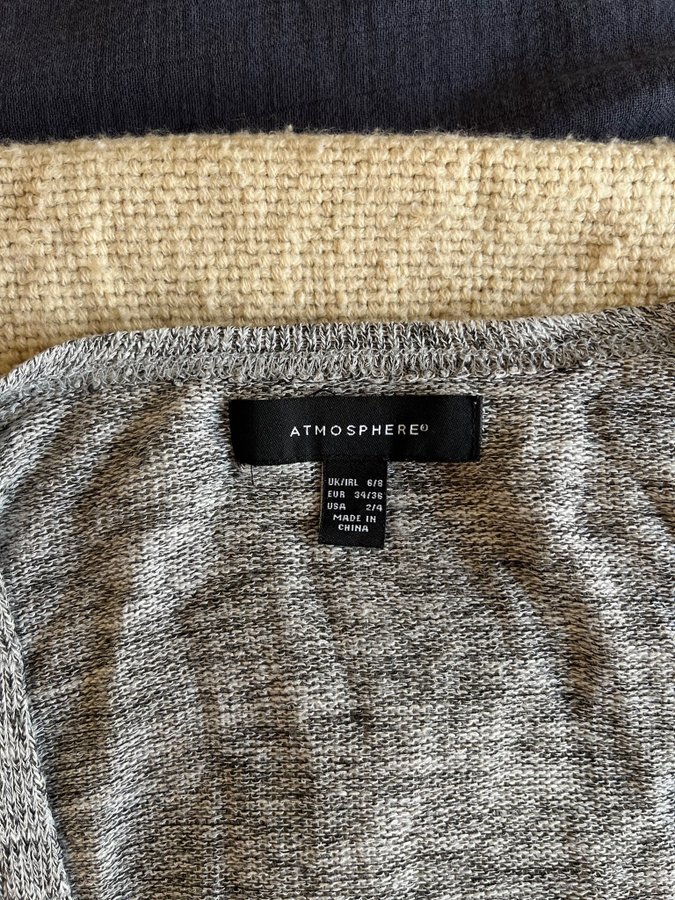 ATMOSPHERE
UK/IRL 6/8
EUR 34/36
USA 2/4
MADE IN
CHINA